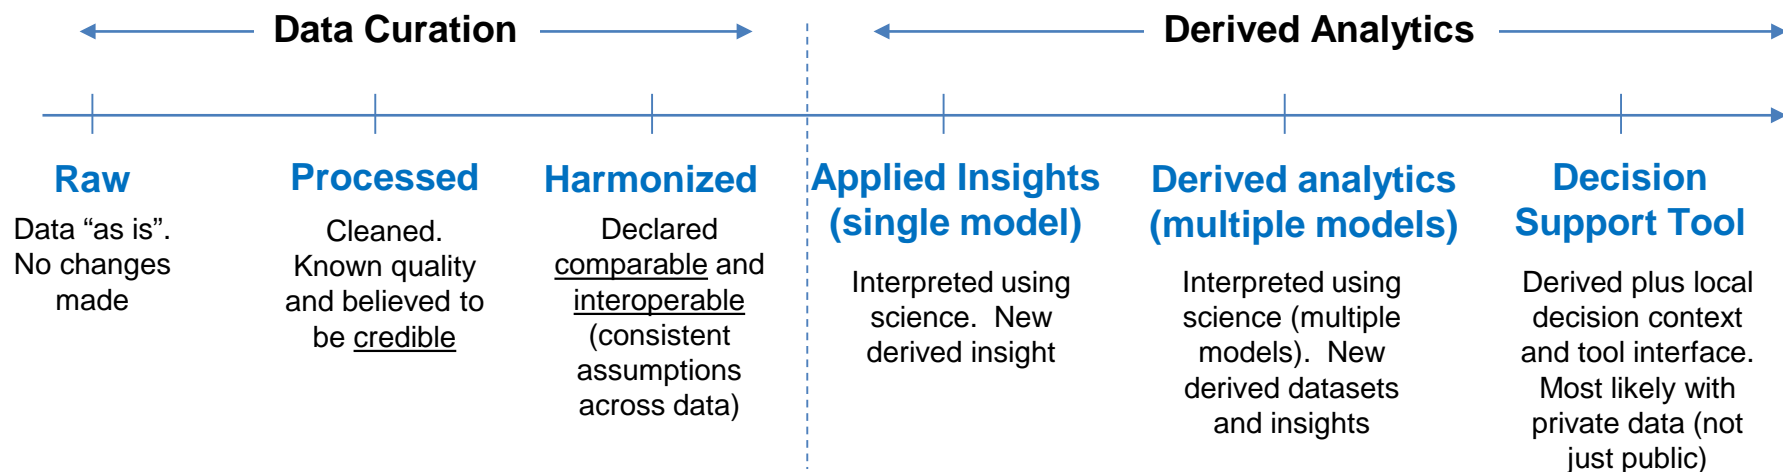 Data Curation
Derived Analytics
Raw
Data “as is”.
No changes
made
Processed
Cleaned.
Known quality
and believed to
be credible
Harmonized
Declared
comparable and
interoperable
(consistent
assumptions
across data)
Applied Insights
(single model)
Interpreted using
science.  New
derived insight
Derived analytics
(multiple models)
Interpreted using
science (multiple
models).  New
derived datasets
and insights
Decision
Support Tool
Derived plus local
decision context
and tool interface.
Most likely with
private data (not
just public)